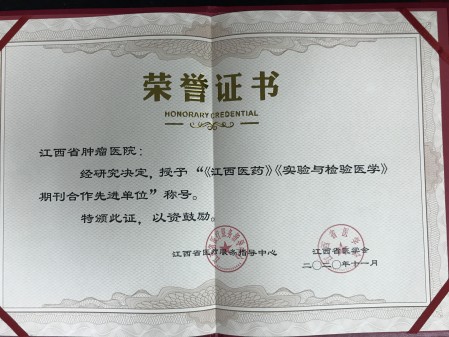 荣誉证书
HONORARY CREDENTIAL
江西省肿瘤医院：
经研究决定，授予“《江西医药》《实验与检验医学》
期刊合作先进单位”称号。
特颁此证，以资鼓励。
江西省医疗服务指导中心 江西省医学会
二〇二〇年十一月